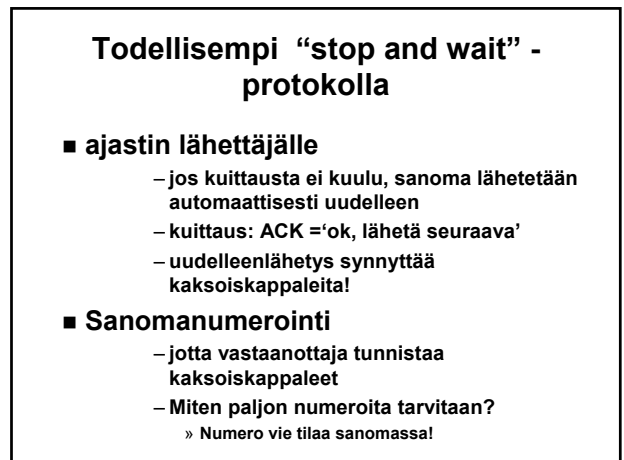 Todellisempi “stop and wait” -
protokolla
■ ajastin lähettäjälle
– jos kuittausta ei kuulu, sanoma lähetetään
automaattisesti uudelleen
– kuittaus: ACK =‘ok, lähetä seuraava’
– uudelleenlähetys synnyttää
kaksoiskappaleita!
■ Sanomanumerointi
– jotta vastaanottaja tunnistaa
kaksoiskappaleet
– Miten paljon numeroita tarvitaan?
» Numero vie tilaa sanomassa!